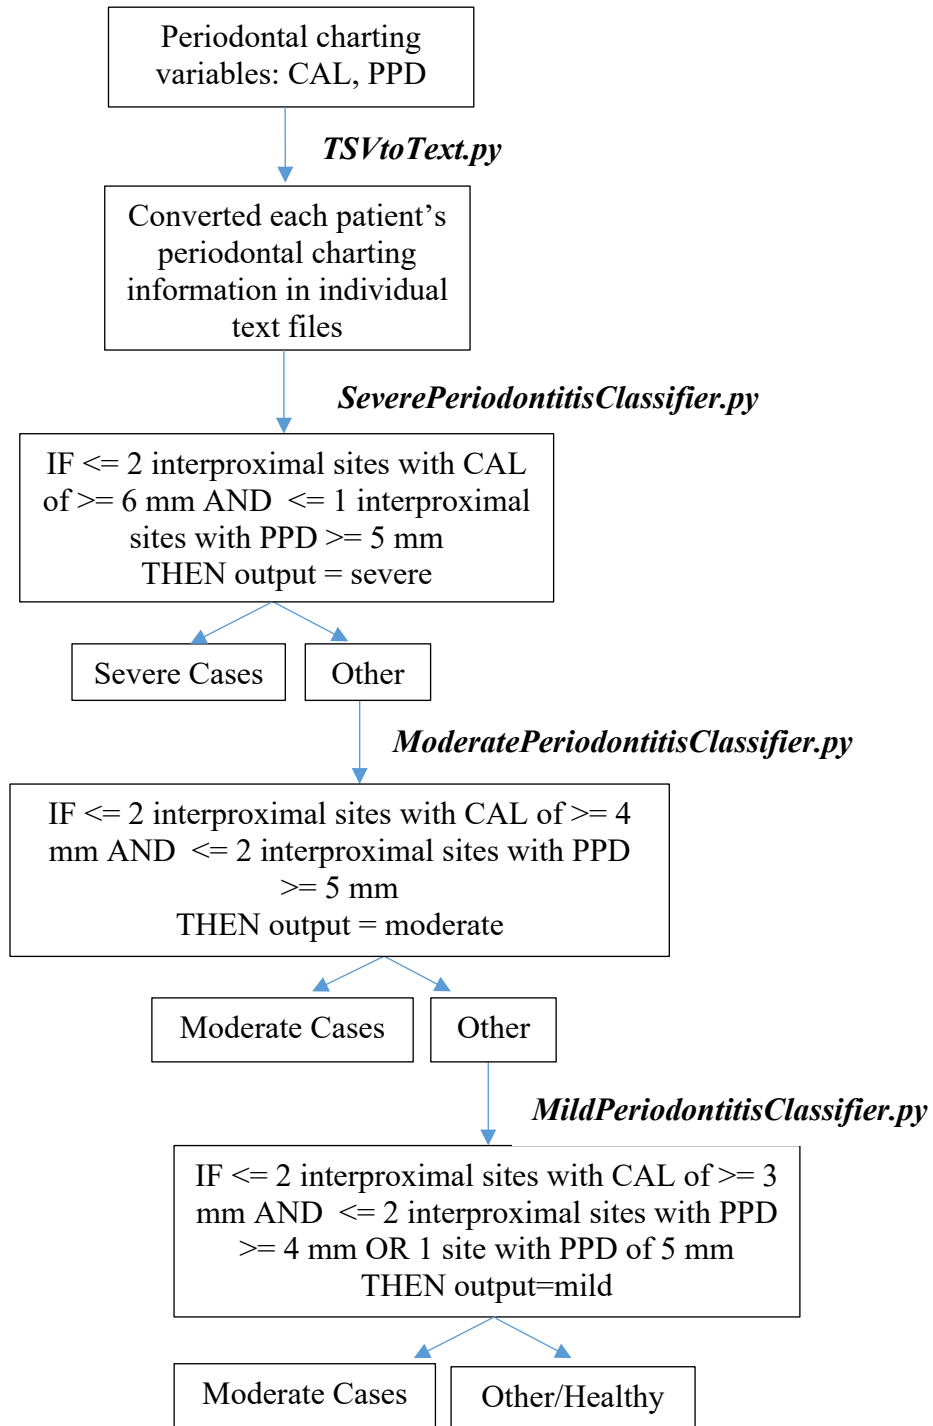 Periodontal charting
variables: CAL, PPD
TSVtoText.py
Converted each patient’s
periodontal charting
information in individual
text files
SeverePeriodontitisClassifier.py
IF <= 2 interproximal sites with CAL
of >= 6 mm AND <= 1 interproximal
sites with PPD >= 5 mm
THEN output = severe
Severe Cases
Other
ModeratePeriodontitisClassifier.py
IF <= 2 interproximal sites with CAL of >= 4
mm AND <= 2 interproximal sites with PPD
>= 5 mm
THEN output = moderate
Moderate Cases
Other
MildPeriodontitisClassifier.py
IF <= 2 interproximal sites with CAL of >= 3
mm AND <= 2 interproximal sites with PPD
>= 4 mm OR 1 site with PPD of 5 mm
THEN output=mild
Moderate Cases
Other/Healthy